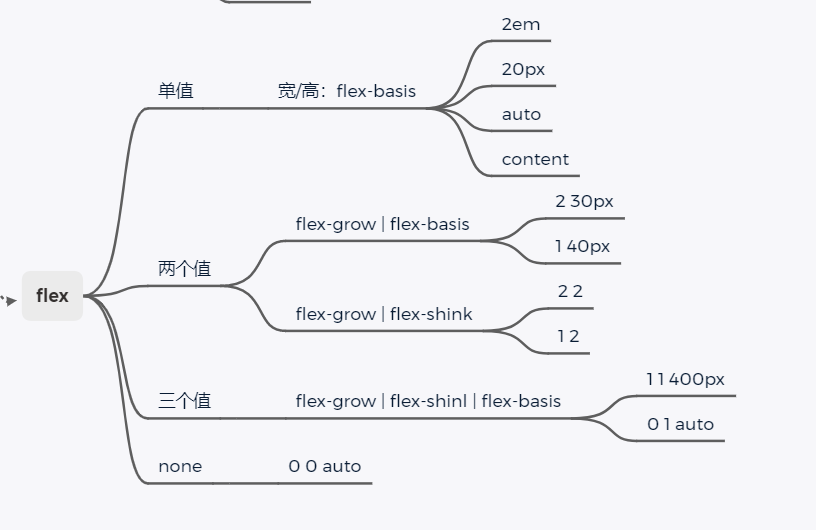 flex
单值
宽/高：flex-basis
2em
20px
auto
content
两个值
flex-grow | flex-basis
2 30px
1 40px
flex-grow | flex-shink
2 2
1 2
三个值
flex-grow | flex-shinl | flex-basis
1 1 400px
0 1 auto
none
0 0 auto